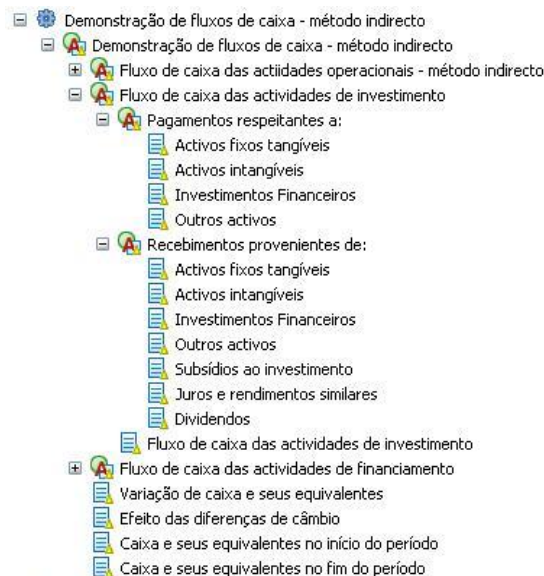 Demonstração de fluxos de caixa - método indirecto
Demonstração de fluxos de caixa - método indirecto
Fluxo de caixa das actiidades operacionais - método indirecto
Fluxo de caixa das actividades de investimento
Pagamentos respeitantes a:
Activos fixos tangíveis
Activos intangíveis
Investimentos Financeiros
Outros activos
Recebimentos provenientes de:
Activos fixos tangíveis
Activos intangíveis
Investimentos Financeiros
Outros activos
Subsídios ao investimento
Juros e rendimentos similares
Dividendos
Fluxo de caixa das actividades de investimento
Fluxo de caixa das actividades de financiamento
Variação de caixa e seus equivalentes
Efeito das diferenças de câmbio
Caixa e seus equivalentes no início do período
Caixa e seus equivalentes no fim do período